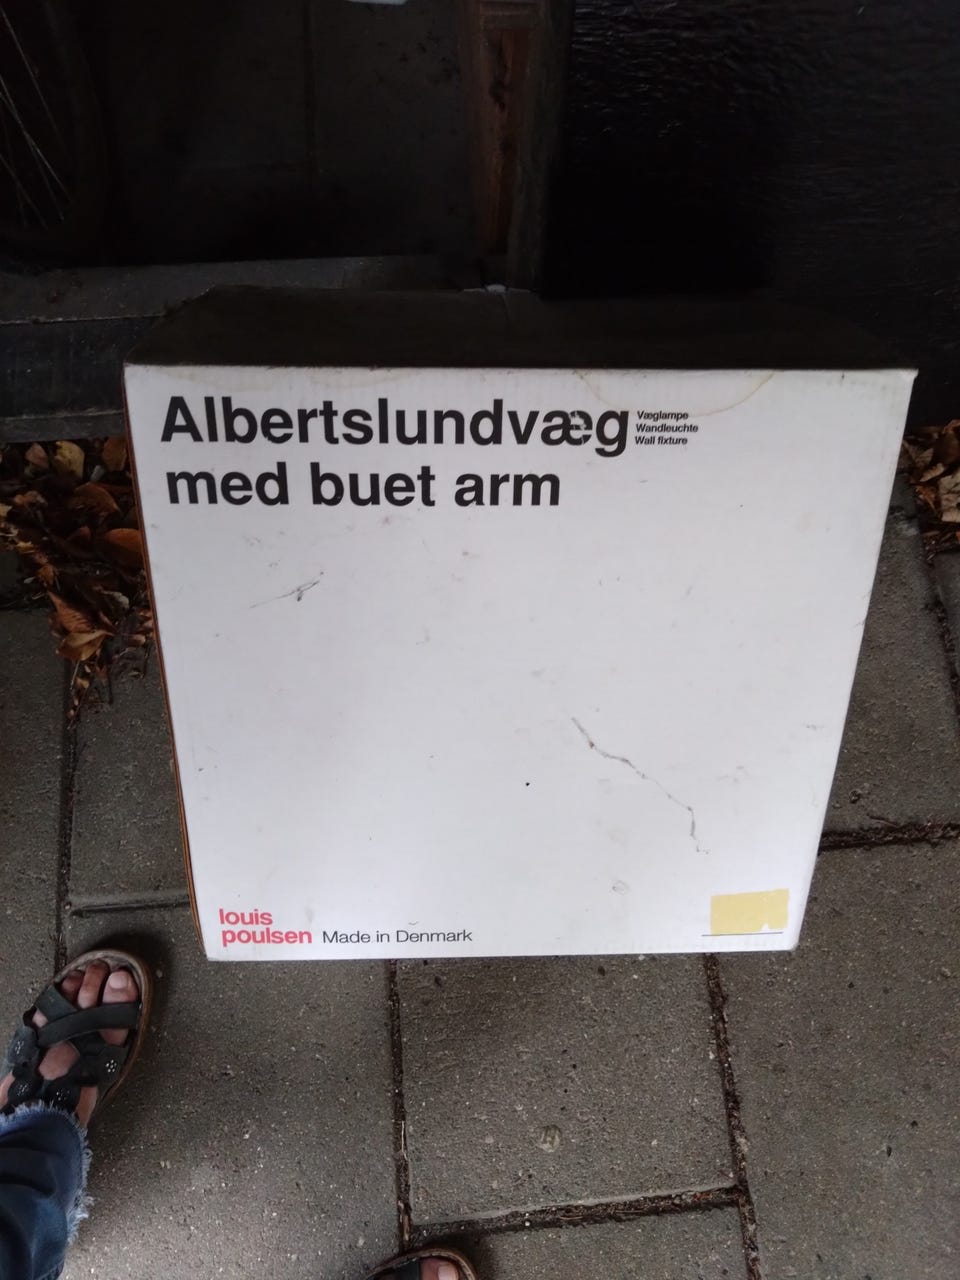 Albertslundvæg
med buet arm
Væglampe
Wandleuchte
Wall fixture
louis
poulsen
Made in Denmark